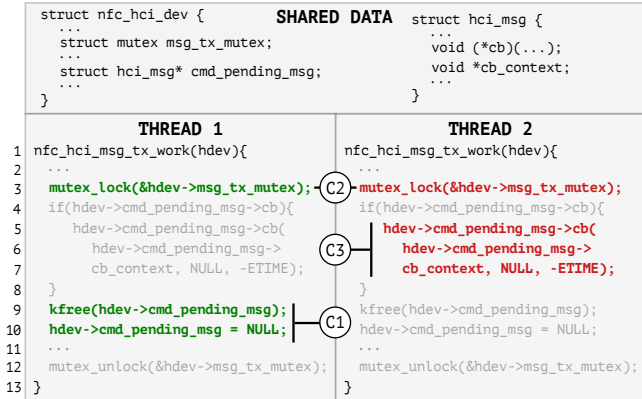 SHARED DATA
struct nfc_hci_dev {
...
struct mutex msg_tx_mutex;
...
struct hci_msg* cmd_pending_msg;
...
}
struct hci_msg {
...
void (*cb)(...);
void *cb_context;
...
}
THREAD 1
1 nfc_hci_msg_tx_work(hdev){
2 ...
3 mutex_lock(&hdev->msg_tx_mutex);
4 if(hdev->cmd_pending_msg->cb){
5 hdev->cmd_pending_msg->cb(
6 hdev->cmd_pending_msg->
7 cb_context, NULL, -ETIME);
8 }
9 kfree(hdev->cmd_pending_msg);
10 hdev->cmd_pending_msg = NULL;
11 ...
12 mutex_unlock(&hdev->msg_tx_mutex);
13 }
C2
C3
C1
THREAD 2
nfc_hci_msg_tx_work(hdev){
...
mutex_lock(&hdev->msg_tx_mutex);
if(hdev->cmd_pending_msg->cb){
hdev->cmd_pending_msg->cb(
hdev->cmd_pending_msg->
cb_context, NULL, -ETIME);
}
kfree(hdev->cmd_pending_msg);
hdev->cmd_pending_msg = NULL;
...
mutex_unlock(&hdev->msg_tx_mutex);
}